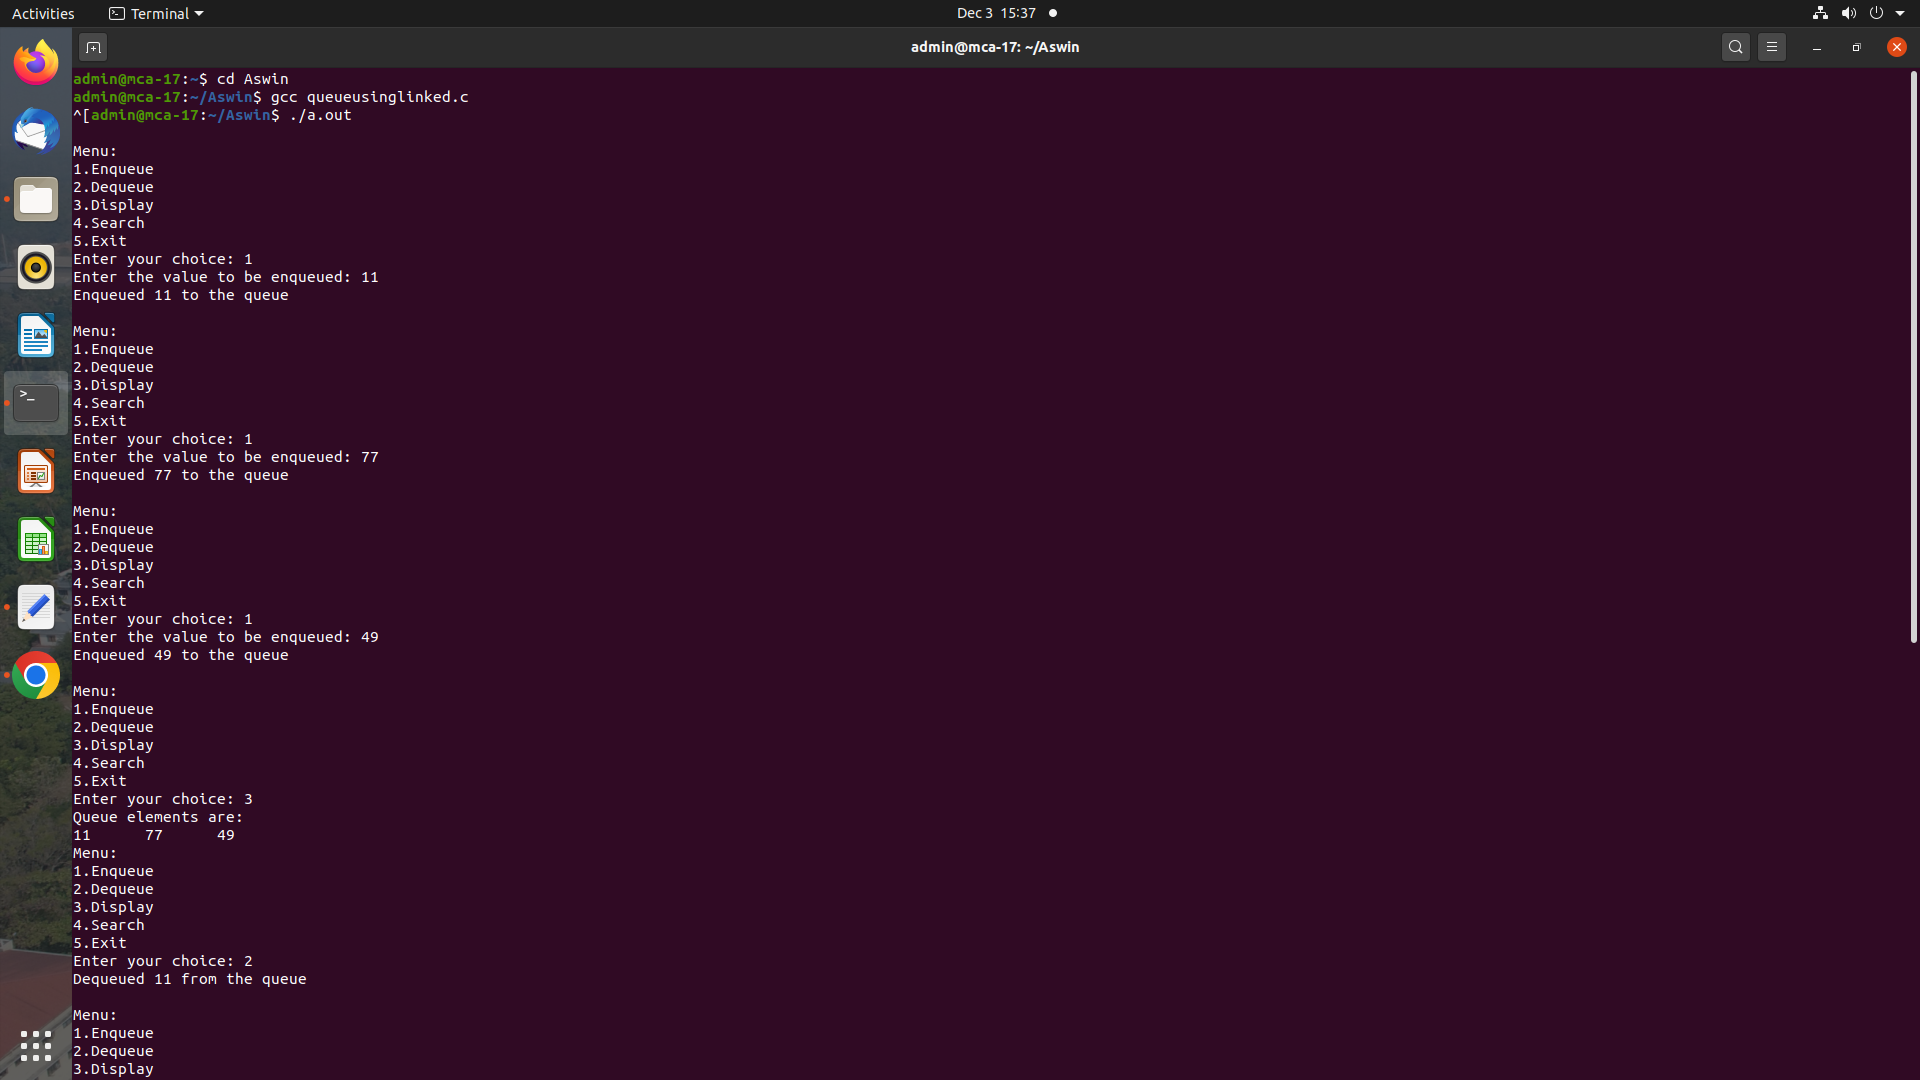 Activities Terminal Dec 3 15:37
admin@mca-17: ~/Aswin
admin@mca-17:~$ cd Aswin
admin@mca-17:~/Aswin$ gcc queueusinglinked.c
^[admin@mca-17:~/Aswin$ ./a.out
Menu:
1.Enqueue
2.Dequeue
3.Display
4.Search
5.Exit
Enter your choice: 1
Enter the value to be enqueued: 11
Enqueued 11 to the queue
Menu:
1.Enqueue
2.Dequeue
3.Display
4.Search
5.Exit
Enter your choice: 1
Enter the value to be enqueued: 77
Enqueued 77 to the queue
Menu:
1.Enqueue
2.Dequeue
3.Display
4.Search
5.Exit
Enter your choice: 1
Enter the value to be enqueued: 49
Enqueued 49 to the queue
Menu:
1.Enqueue
2.Dequeue
3.Display
4.Search
5.Exit
Enter your choice: 3
Queue elements are:
11 77 49
Menu:
1.Enqueue
2.Dequeue
3.Display
4.Search
5.Exit
Enter your choice: 2
Dequeued 11 from the queue
Menu:
1.Enqueue
2.Dequeue
3.Display